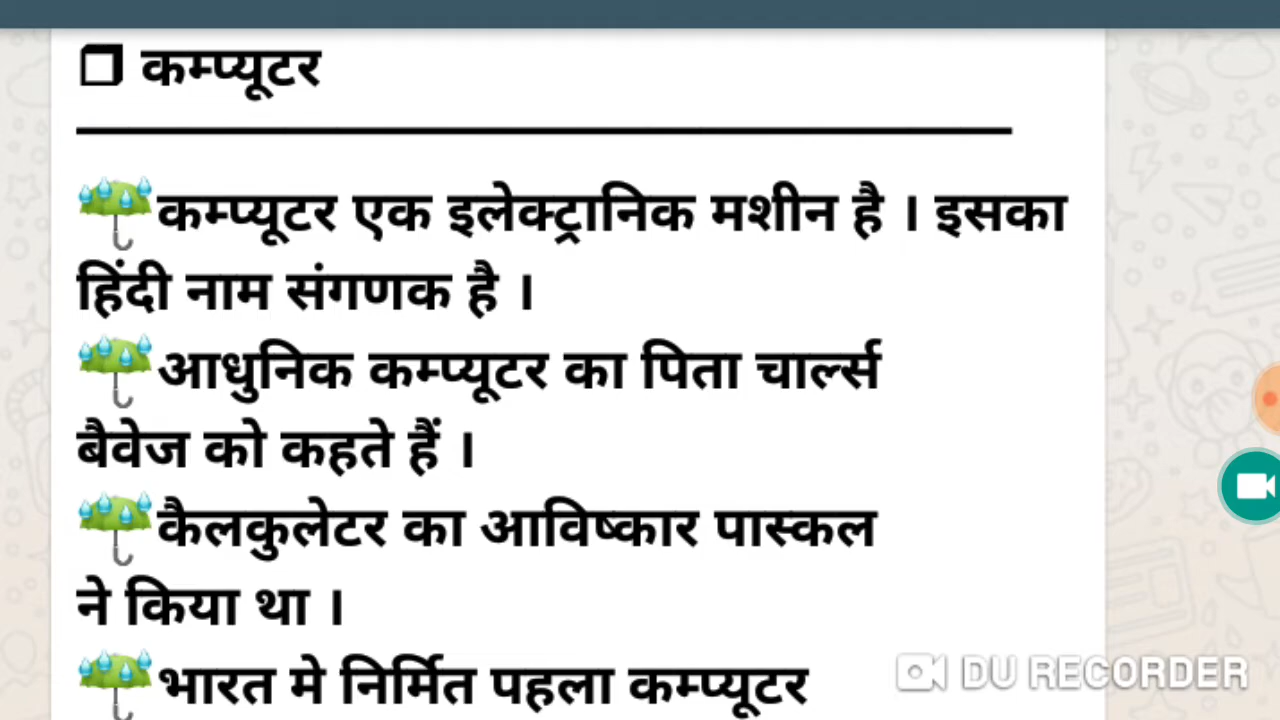 ❒ कम्प्यूटर
☔कम्प्यूटर एक इलेक्ट्रानिक मशीन है । इसका
हिंदी नाम संगणक है ।
☔आधुनिक कम्प्यूटर का पिता चार्ल्स
बैवेज को कहते हैं ।
☔कैलकुलेटर का आविष्कार पास्कल
ने किया था ।
☔भारत मे निर्मित पहला कम्प्यूटर
DU RECORDER